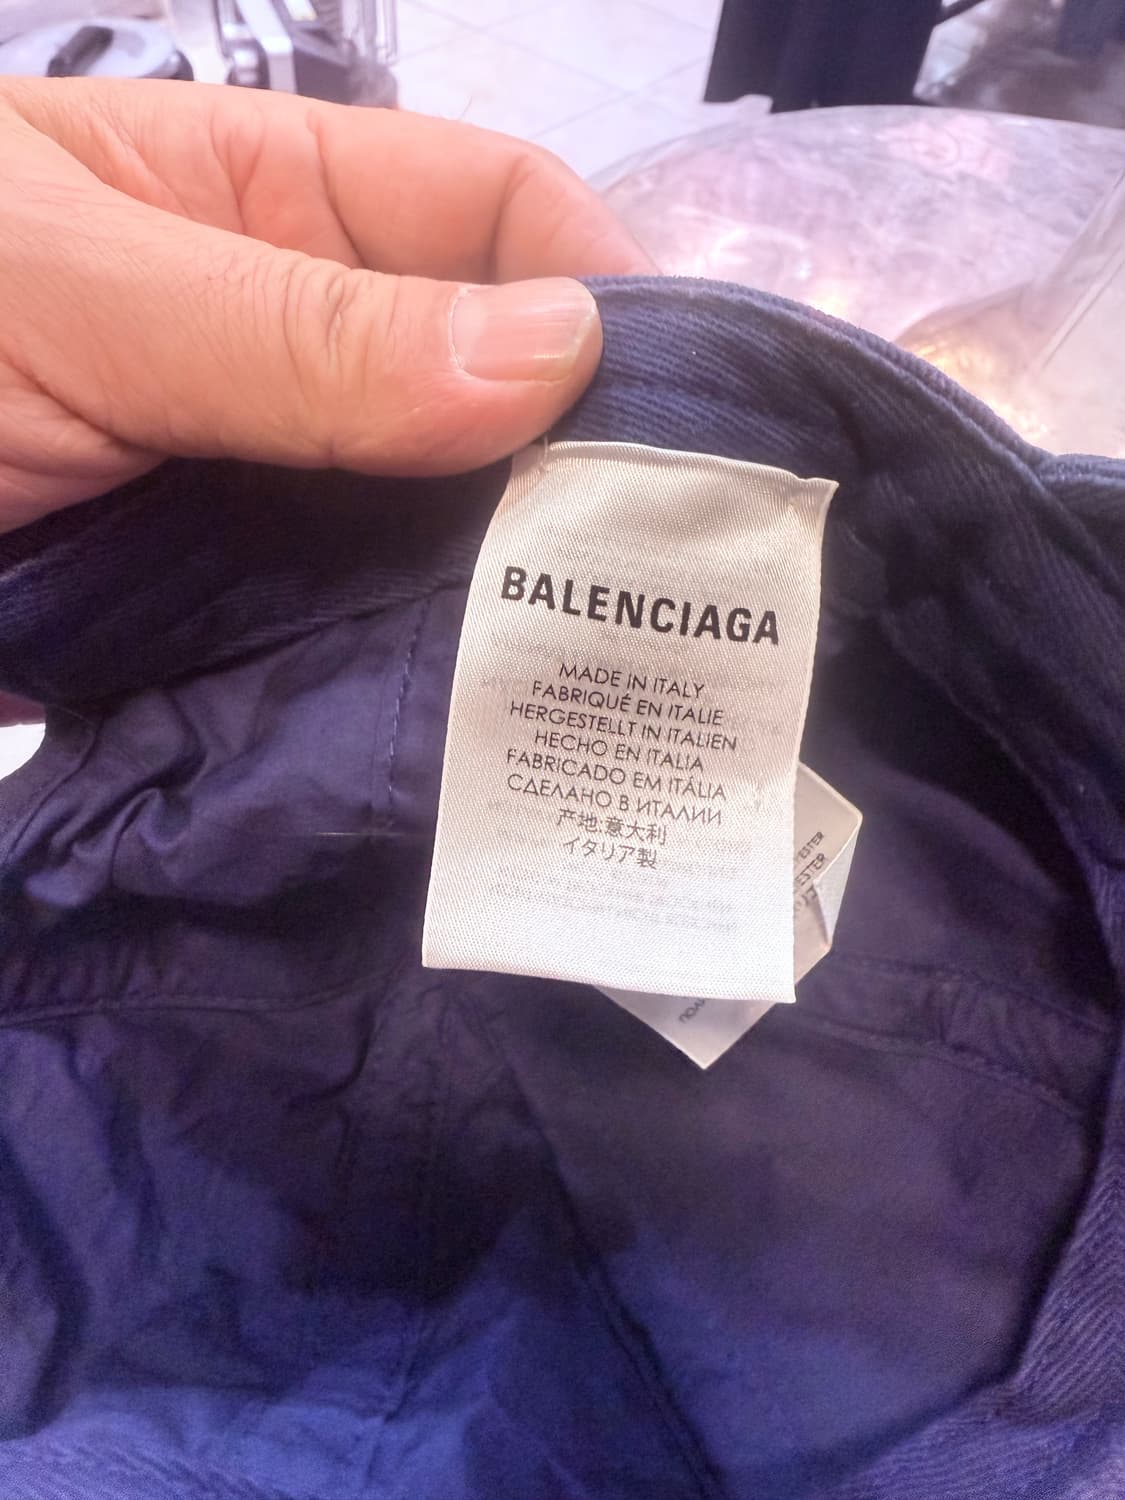 BALENCIAGA
MADE IN ITALY
FABRIQUÉ EN ITALIE
HERGESTELLT IN ITALIEN
HECHO EN ITALIA
FABRICADO EM ITÁLIA
СДЕЛАНО В ИТАЛИИ
产地:意大利
イタリア製